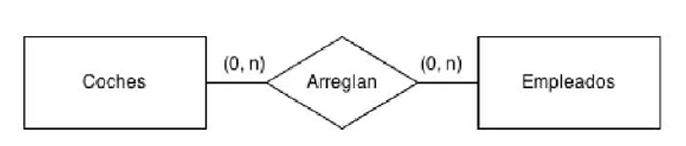 (0, n)
(0, n)
Coches
Arreglan
Empleados